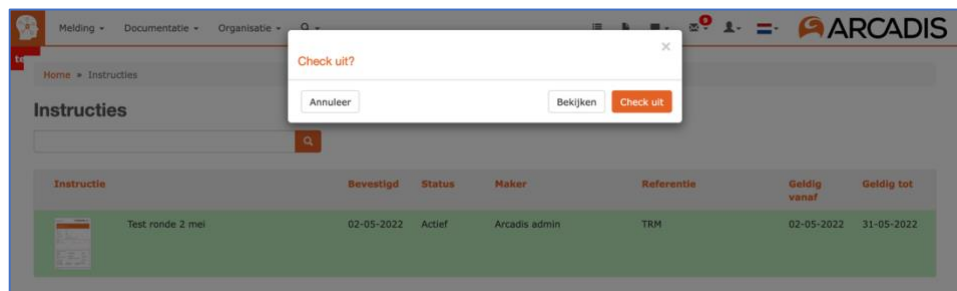 Melding Documentatie Organisatie
9
ARCADIS
te
Check uit?
×
Home » Instructies
Annuleer Bekijken Check uit
Instructies
Instructie Bevestigd Status Maker Referentie Geldig vanaf Geldig tot
Test ronde 2 mei 02-05-2022 Actief Arcadis admin TRM 02-05-2022 31-05-2022